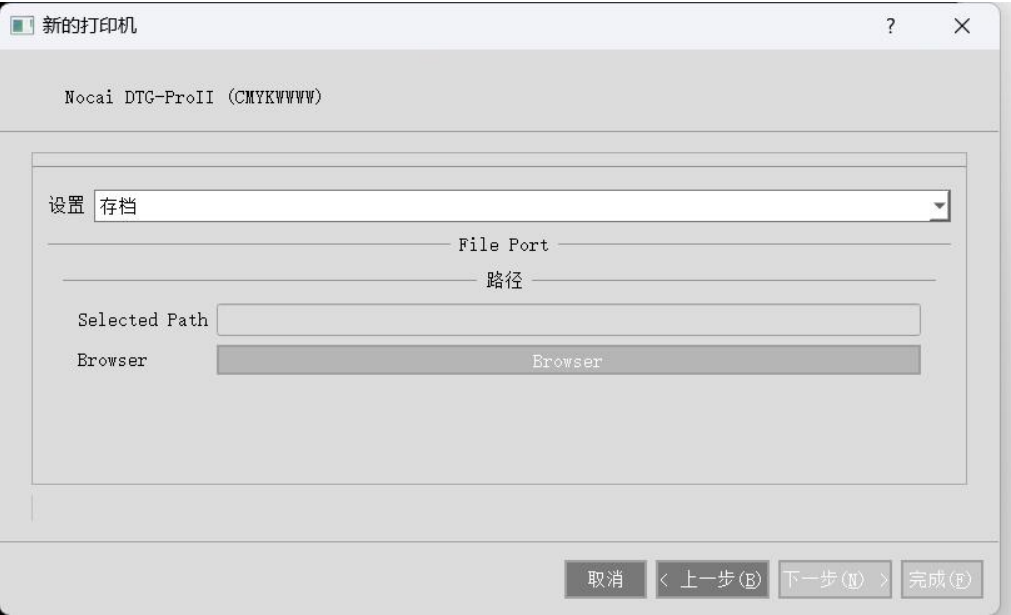 新的打印机 ? ×
Nocai DTG-ProII (CMYKWWWW)
设置 存档
File Port
路径
Selected Path
Browser Browser
取消 < 上一步(B) 下一步(N) > 完成(F)